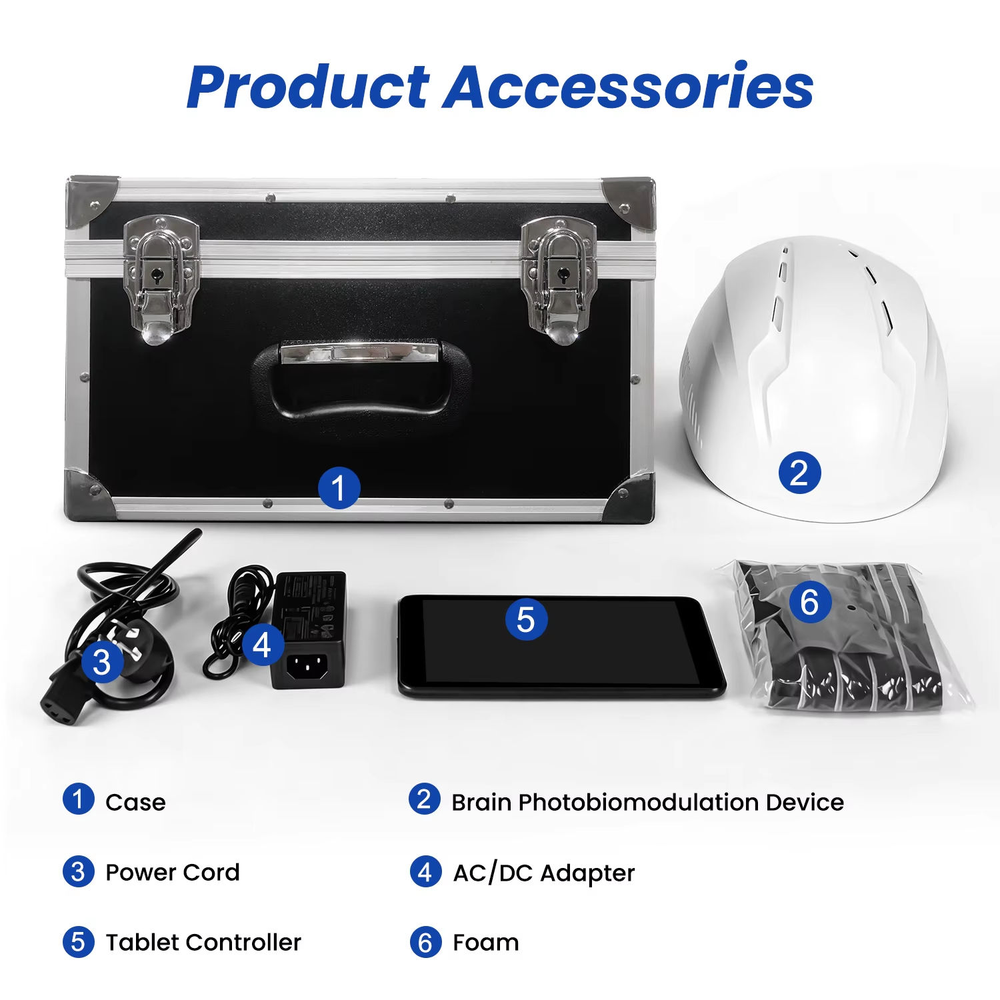 Product Accessories
1
2
3
4
5
6
1 Case
2 Brain Photobiomodulation Device
3 Power Cord
4 AC/DC Adapter
5 Tablet Controller
6 Foam